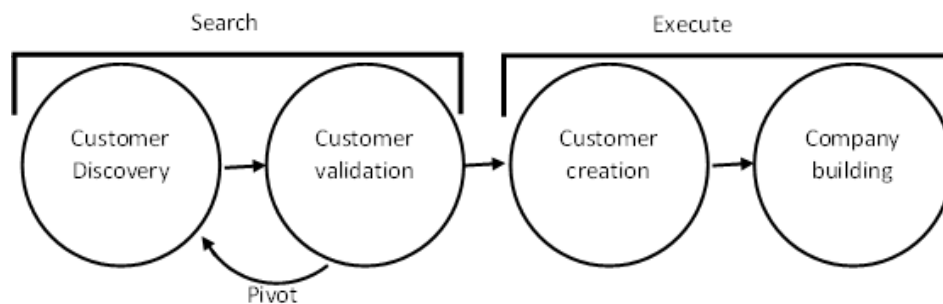 Search
Execute
Customer
Discovery
Customer
validation
Customer
creation
Company
building
Pivot